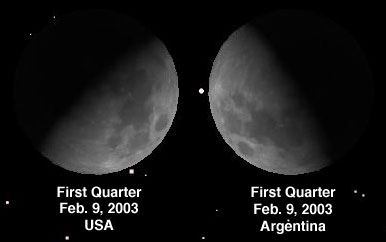 First Quarter
Feb. 9, 2003
USA
First Quarter
Feb. 9, 2003
Argentina